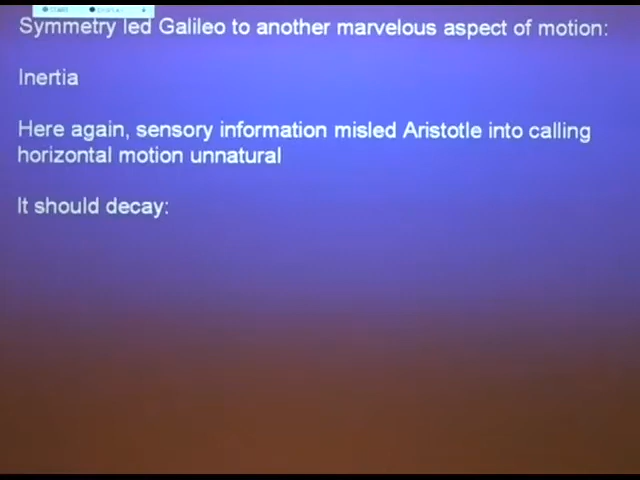 Symmetry led Galileo to another marvelous aspect of motion:
Inertia
Here again, sensory information misled Aristotle into calling
horizontal motion unnatural
It should decay: